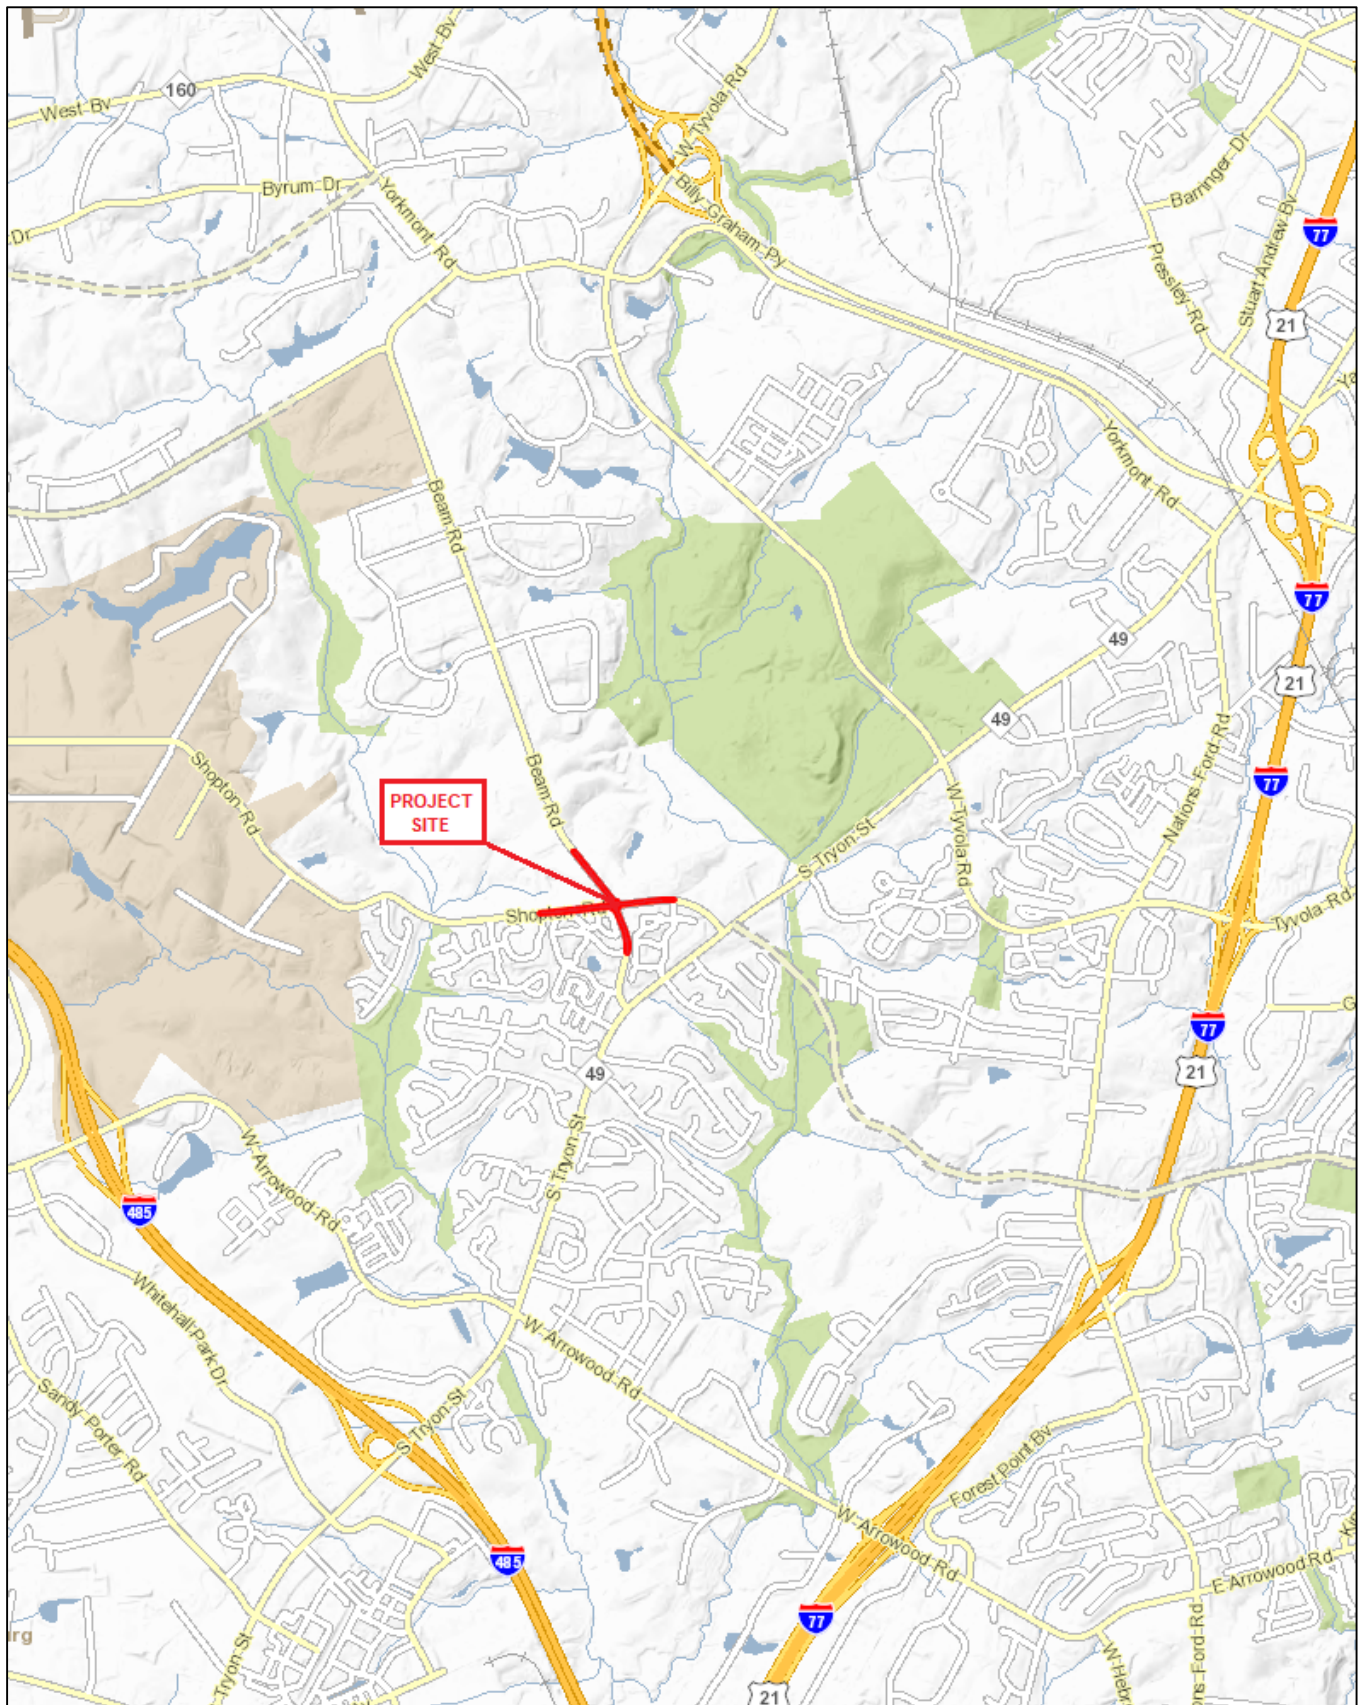 West Bv
160
West Bv
W Tyvola Rd
Byrum Dr
Yorkmont Rd
Billy Graham Py
Barringer Dr
Dr
77
Pressley Rd
Stuart Andrew Bv
21
Beam Rd
Yorkmont Rd
77
49
21
49
Nations Ford Rd
Shopton Rd
Beam Rd
77
PROJECT
SITE
W Tyvola Rd
S Tryon St
Shopton Rd
Tyvola Rd
G
77
21
49
W Arrowood Rd
S Tryon St
485
Whitehall Park Dr
W Arrowood Rd
Sandy Porter Rd
S Tryon St
Forest Point Bv
W Arrowood Rd
485
E Arrowood Rd
77
Tryon St
21